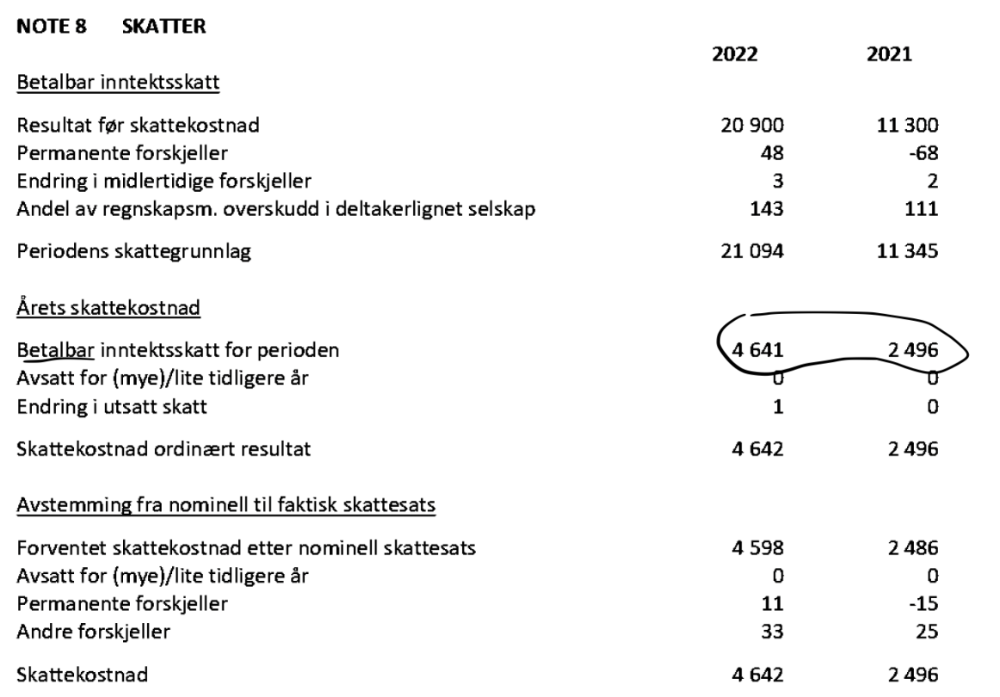 NOTE 8 SKATTER
2022 2021
Betalbar inntektsskatt
Resultat før skattekostnad 20 900 11 300
Permanente forskjeller 48 -68
Endring i midlertidige forskjeller 3 2
Andel av regnskapsm. overskudd i deltakerlignet selskap 143 111
Periodens skattegrunnlag 21 094 11 345
Årets skattekostnad
Betalbar inntektsskatt for perioden 4 641 2 496
Avsatt for (mye)/lite tidligere år 0 0
Endring i utsatt skatt 1 0
Skattekostnad ordinært resultat 4 642 2 496
Avstemming fra nominell til faktisk skattesats
Forventet skattekostnad etter nominell skattesats 4 598 2 486
Avsatt for (mye)/lite tidligere år 0 0
Permanente forskjeller 11 -15
Andre forskjeller 33 25
Skattekostnad 4 642 2 496